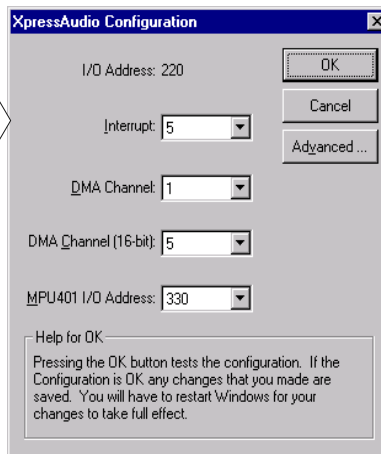 XpressAudio Configuration
I/O Address: 220
OK
Cancel
Interrupt: 5
Advanced ...
DMA Channel: 1
DMA Channel (16-bit): 5
MPU401 I/O Address: 330
Help for OK
Pressing the OK button tests the configuration. If the
Configuration is OK any changes that you made are
saved. You will have to restart Windows for your
changes to take full effect.